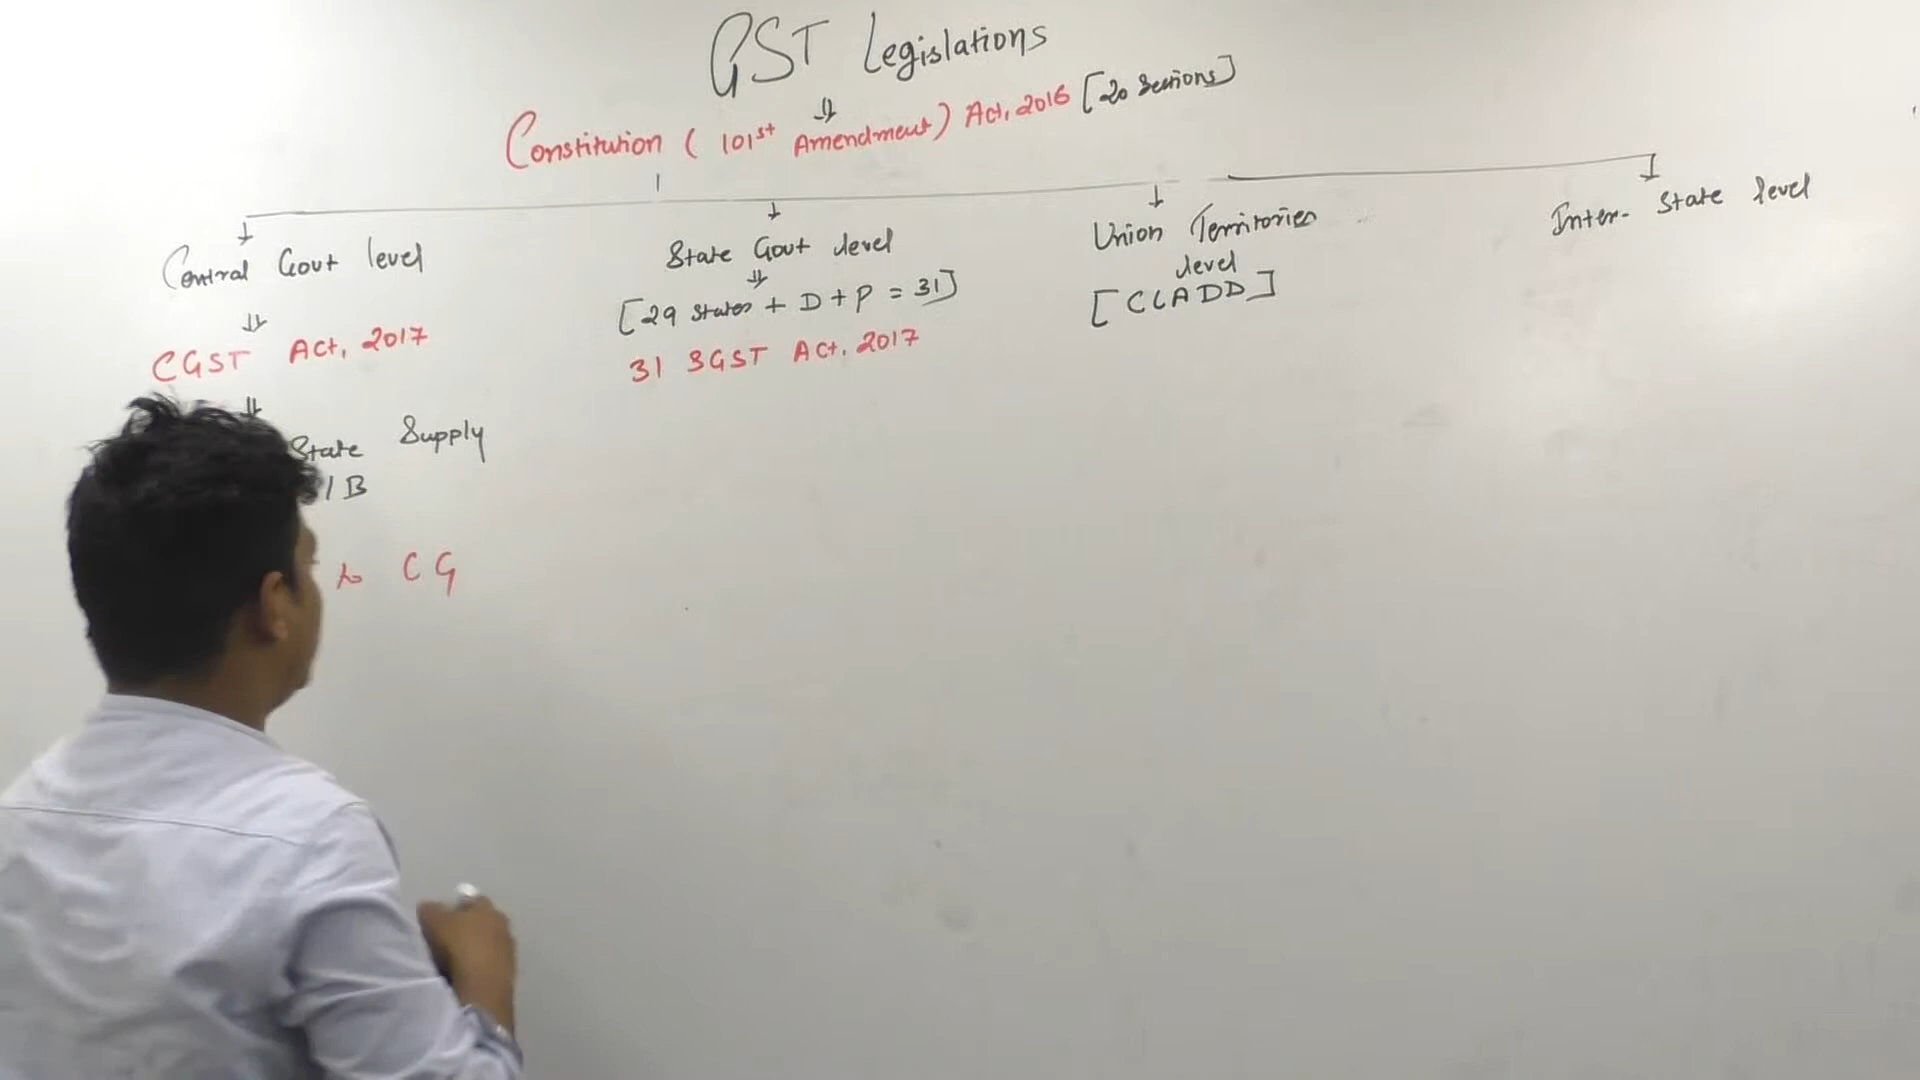 GST Legislations
Constitution (101st Amendment) Act, 2016 [20 Sections]
Central Govt level
State Govt level
Union Territories
level
Inter-State level
CGST Act, 2017
[29 States + D + P = 31]
[CLADD]
31 SGST Act, 2017
State Supply
/ B
to CG